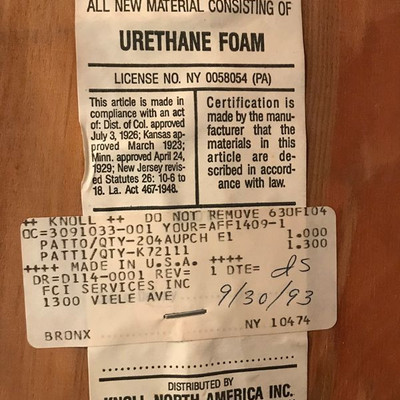 ALL NEW MATERIAL CONSISTING OF
URETHANE FOAM
LICENSE NO. NY 0058054 (PA)
This article is made in
compliance with an act
of: Dist. of Col. approved
July 3, 1926; Kansas ap-
proved March 1923;
Minn. approved April 24,
1929; New Jersey revis-
ed Statutes 26: 10-6 to
18. La. Act 467-1948.
Certification is
made by the manu-
facturer that the
materials in this
article are de-
scribed in accord-
ance with law.
++ KNOLL ++ DO NOT REMOVE 630F104
OC=3091033-001 YOUR=AFF1409-1
PATTO/QTY-204AUPCH E1 1.000
PATT1/QTY-K72111 1.300
++++ MADE IN U.S.A. ++++
DR=D114-0001 REV= 1 DTE= ds
FCI SERVICES INC
1300 VIELE AVE 9/30/93
BRONX NY 10474
DISTRIBUTED BY
KNOLL NORTH AMERICA INC.